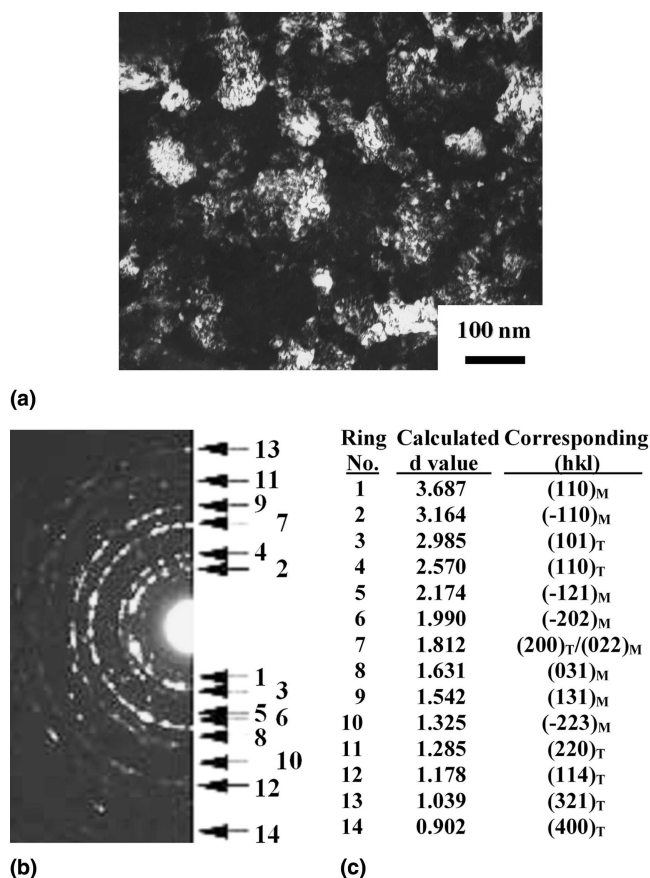 100 nm
(a)
13
11
9
7
4
2
1
3
5
6
8
10
12
14
(b)
Ring Calculated Corresponding
No. d value (hkl)
1 3.687 (110)M
2 3.164 (-110)M
3 2.985 (101)T
4 2.570 (110)T
5 2.174 (-121)M
6 1.990 (-202)M
7 1.812 (200)T/(022)M
8 1.631 (031)M
9 1.542 (131)M
10 1.325 (-223)M
11 1.285 (220)T
12 1.178 (114)T
13 1.039 (321)T
14 0.902 (400)T
(c)